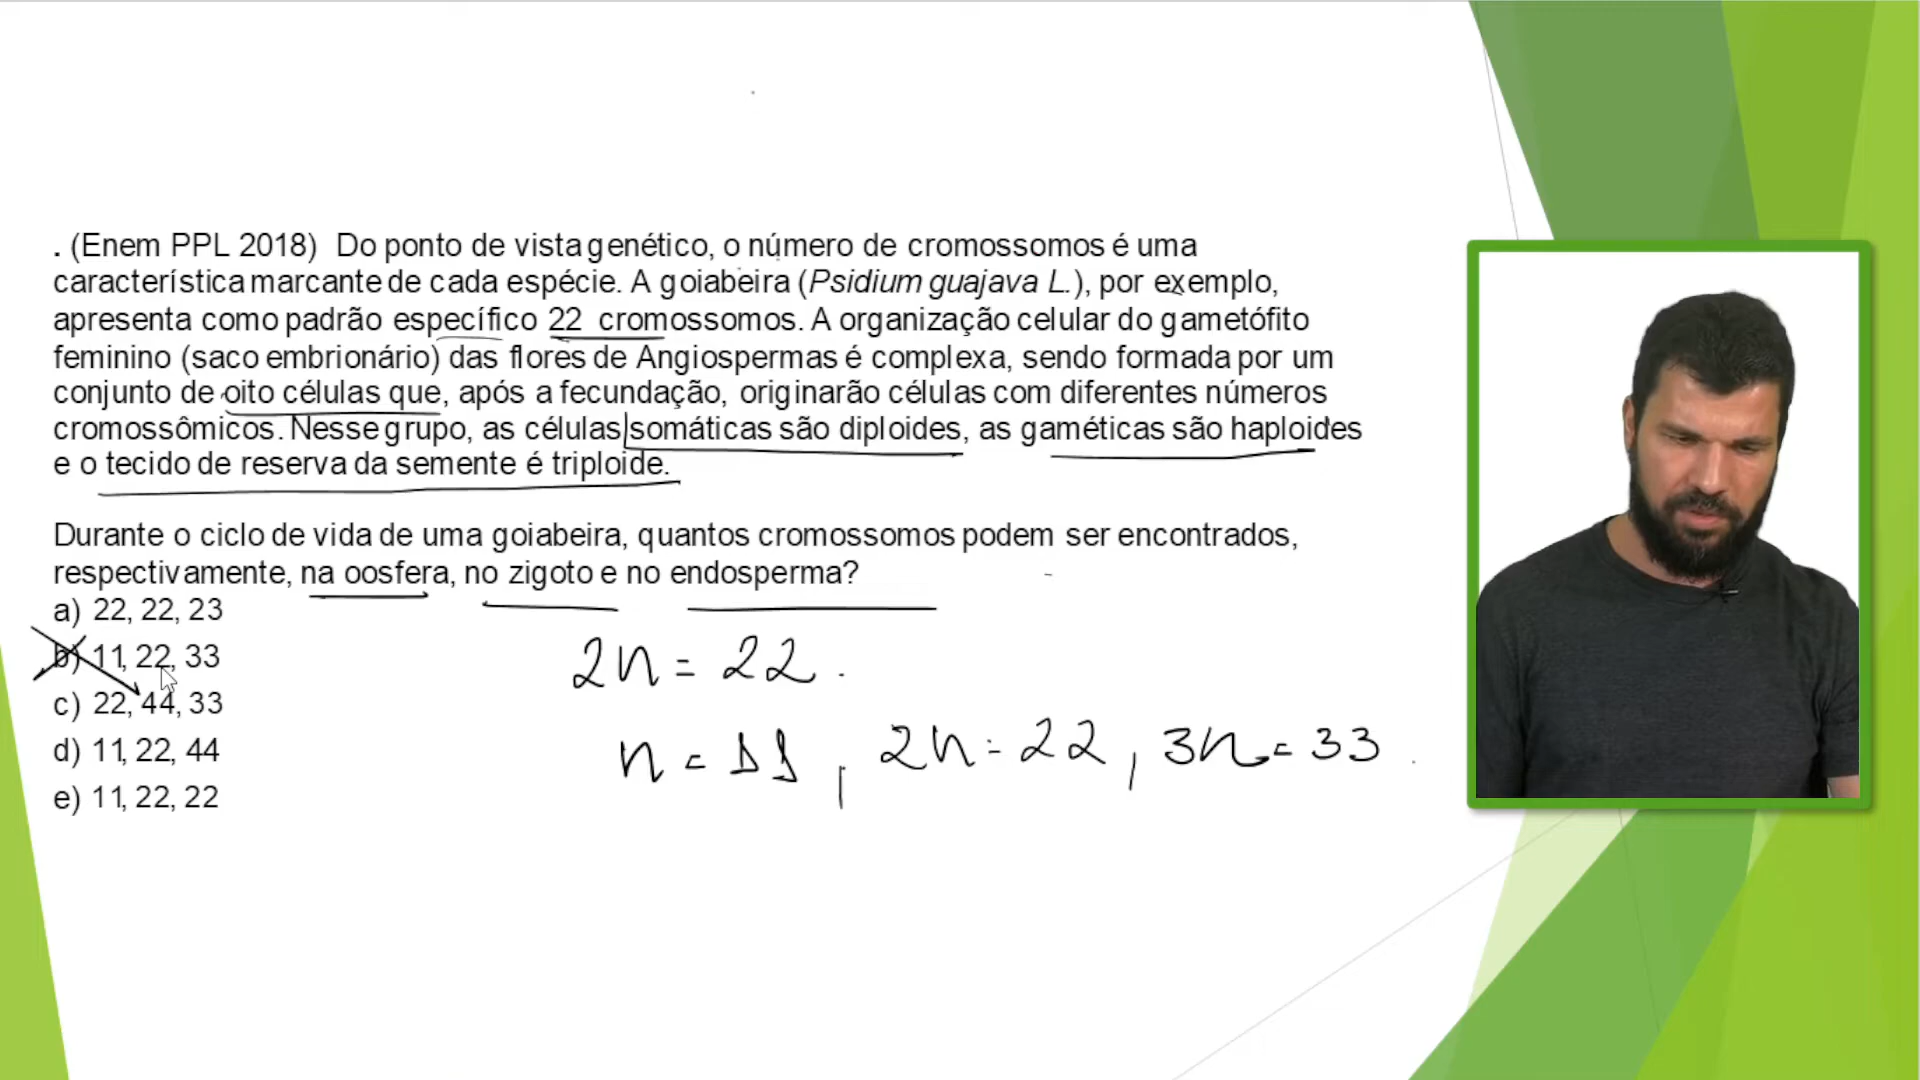 . (Enem PPL 2018) Do ponto de vista genético, o número de cromossomos é uma
característica marcante de cada espécie. A goiabeira (Psidium guajava L.), por exemplo,
apresenta como padrão específico 22 cromossomos. A organização celular do gametófito
feminino (saco embrionário) das flores de Angiospermas é complexa, sendo formada por um
conjunto de oito células que, após a fecundação, originarão células com diferentes números
cromossômicos. Nesse grupo, as células somáticas são diploides, as gaméticas são haploides
e o tecido de reserva da semente é triploide.
Durante o ciclo de vida de uma goiabeira, quantos cromossomos podem ser encontrados,
respectivamente, na oosfera, no zigoto e no endosperma?
a) 22, 22, 23
b) 11, 22, 33
c) 22, 44, 33
d) 11, 22, 44
e) 11, 22, 22
2n = 22.
n = 11, 2n = 22, 3n = 33.